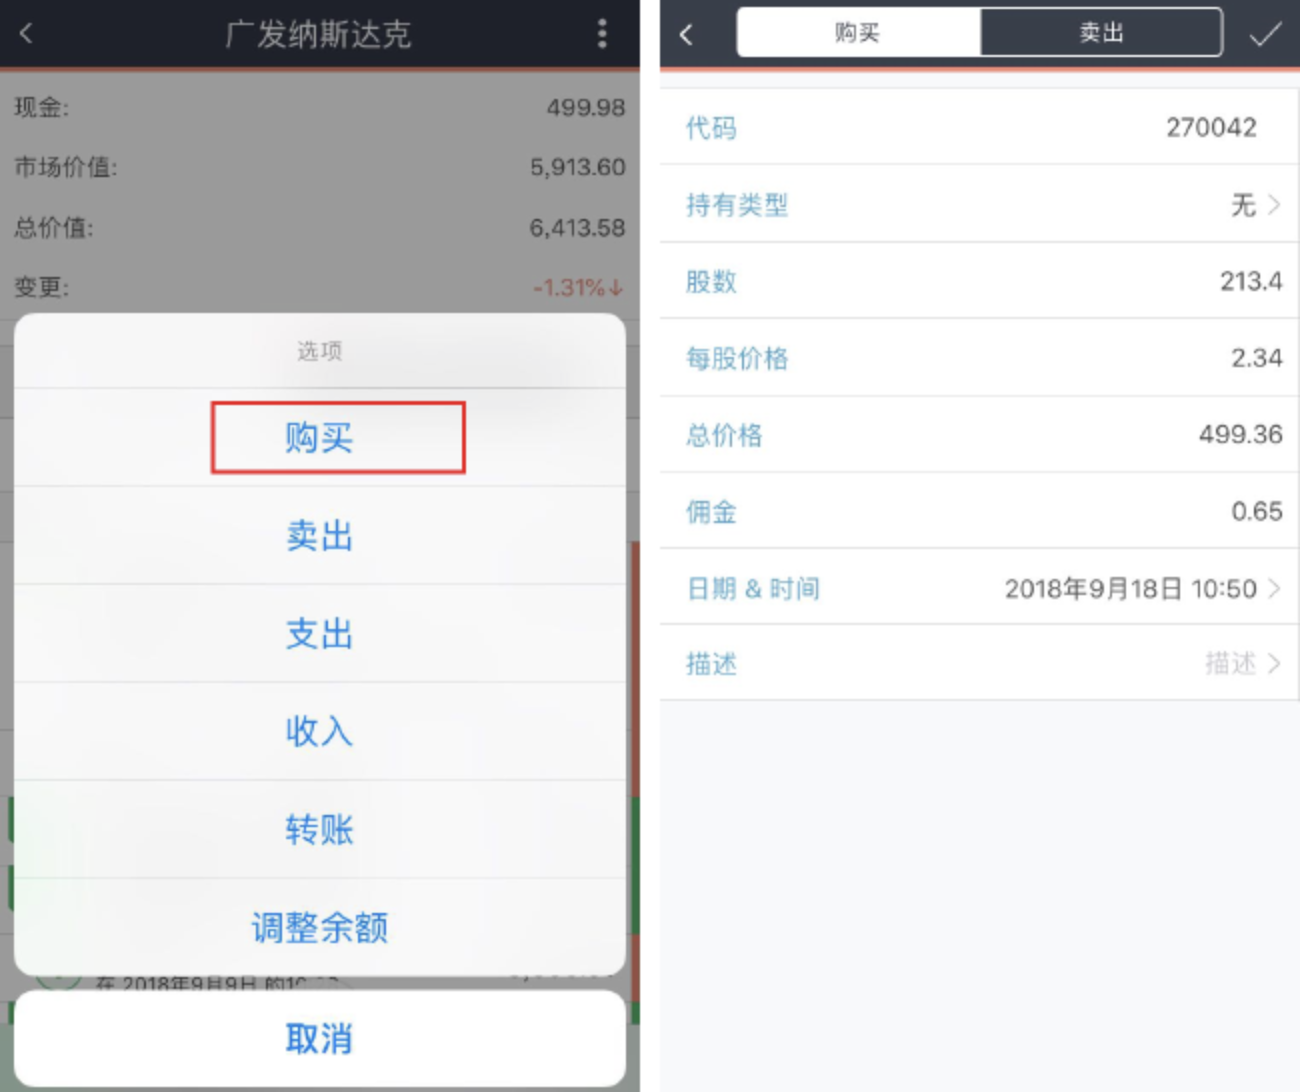 广发纳斯达克
现金: 499.98
市场价值: 5,913.60
总价值: 6,413.58
变更: -1.31%↓
选项
购买
卖出
支出
收入
转账
调整余额
在 2018年9月9日 的10
取消
购买 卖出
代码 270042
持有类型 无
股数 213.4
每股价格 2.34
总价格 499.36
佣金 0.65
日期 & 时间 2018年9月18日 10:50
描述 描述